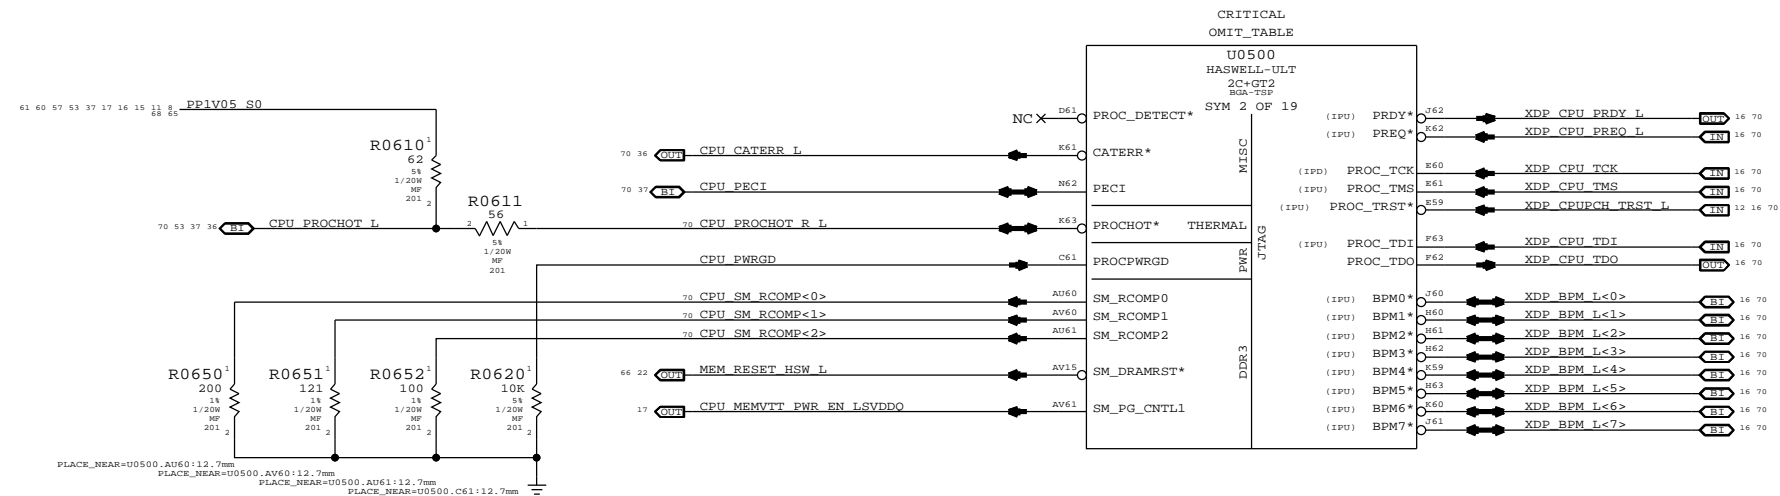 CRITICAL
OMIT_TABLE
U0500
HASWELL-ULT
2C+GT2
BGA-TSP
SYM 2 OF 19
61 60 57 53 37 17 16 15 11 8 PP1V05_S0
68 65
R0610 1
62
5%
1/20W
MF
201 2
R0611
2 56 1
5%
1/20W
MF
201
70 53 37 36 BI CPU_PROCHOT_L
70 CPU_PROCHOT_R_L K63 PROCHOT* THERMAL
NC D61 PROC_DETECT*
70 36 OUT CPU_CATERR_L K61 CATERR*
70 37 BI CPU_PECI N62 PECI
MISC
CPU_PWRGD C61 PROCPWRGD
PWR
JTAG
70 CPU_SM_RCOMP<0> AU60 SM_RCOMP0
70 CPU_SM_RCOMP<1> AV60 SM_RCOMP1
70 CPU_SM_RCOMP<2> AU61 SM_RCOMP2
66 22 OUT MEM_RESET_HSW_L AV15 SM_DRAMRST*
17 OUT CPU_MEMVTT_PWR_EN_LSVDDQ AV61 SM_PG_CNTL1
DDR3
(IPU) PRDY* J62 XDP_CPU_PRDY_L OUT 16 70
(IPU) PREQ* K62 XDP_CPU_PREQ_L IN 16 70
(IPD) PROC_TCK E60 XDP_CPU_TCK IN 16 70
(IPU) PROC_TMS E61 XDP_CPU_TMS IN 16 70
(IPU) PROC_TRST* E59 XDP_CPUPCH_TRST_L IN 12 16 70
(IPU) PROC_TDI F63 XDP_CPU_TDI IN 16 70
PROC_TDO F62 XDP_CPU_TDO OUT 16 70
(IPU) BPM0* J60 XDP_BPM_L<0> BI 16 70
(IPU) BPM1* H60 XDP_BPM_L<1> BI 16 70
(IPU) BPM2* H61 XDP_BPM_L<2> BI 16 70
(IPU) BPM3* H62 XDP_BPM_L<3> BI 16 70
(IPU) BPM4* K59 XDP_BPM_L<4> BI 16 70
(IPU) BPM5* H63 XDP_BPM_L<5> BI 16 70
(IPU) BPM6* K60 XDP_BPM_L<6> BI 16 70
(IPU) BPM7* J61 XDP_BPM_L<7> BI 16 70
R0650 1
200
1%
1/20W
MF
201 2
R0651 1
121
1%
1/20W
MF
201 2
R0652 1
100
1%
1/20W
MF
201 2
R0620 1
10K
5%
1/20W
MF
201 2
PLACE_NEAR=U0500.AU60:12.7mm
PLACE_NEAR=U0500.AV60:12.7mm
PLACE_NEAR=U0500.AU61:12.7mm
PLACE_NEAR=U0500.C61:12.7mm